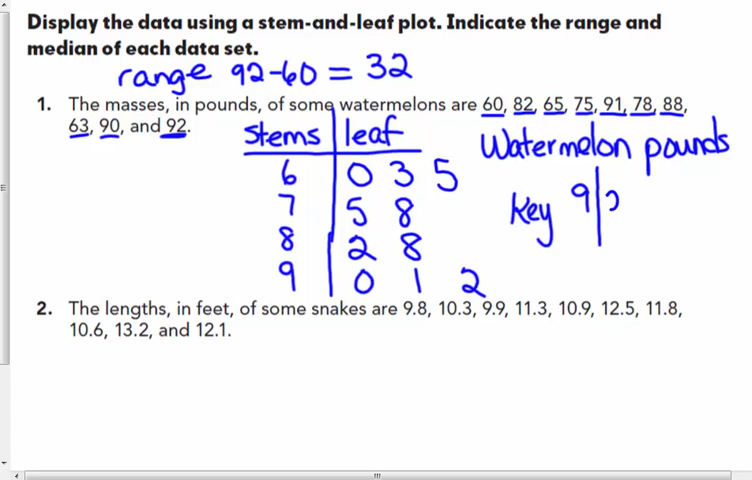 Display the data using a stem-and-leaf plot. Indicate the range and
median of each data set.
range 92-60 = 32
1. The masses, in pounds, of some watermelons are 60, 82, 65, 75, 91, 78, 88,
63, 90, and 92.
Stems leaf
6 0 3 5
7 5 8
8 2 8
9 0 1 2
Watermelon pounds
Key 9|
2. The lengths, in feet, of some snakes are 9.8, 10.3, 9.9, 11.3, 10.9, 12.5, 11.8,
10.6, 13.2, and 12.1.